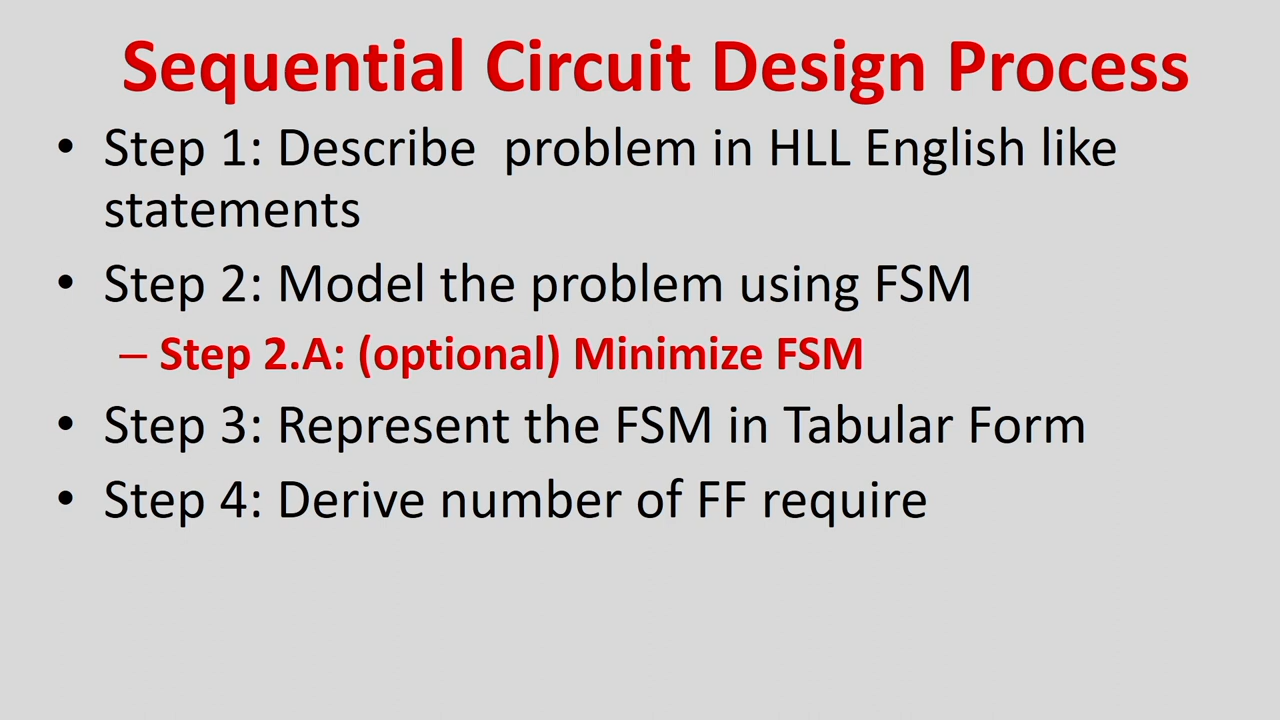 Sequential Circuit Design Process
• Step 1: Describe  problem in HLL English like
statements
• Step 2: Model the problem using FSM
– Step 2.A: (optional) Minimize FSM
• Step 3: Represent the FSM in Tabular Form
• Step 4: Derive number of FF require